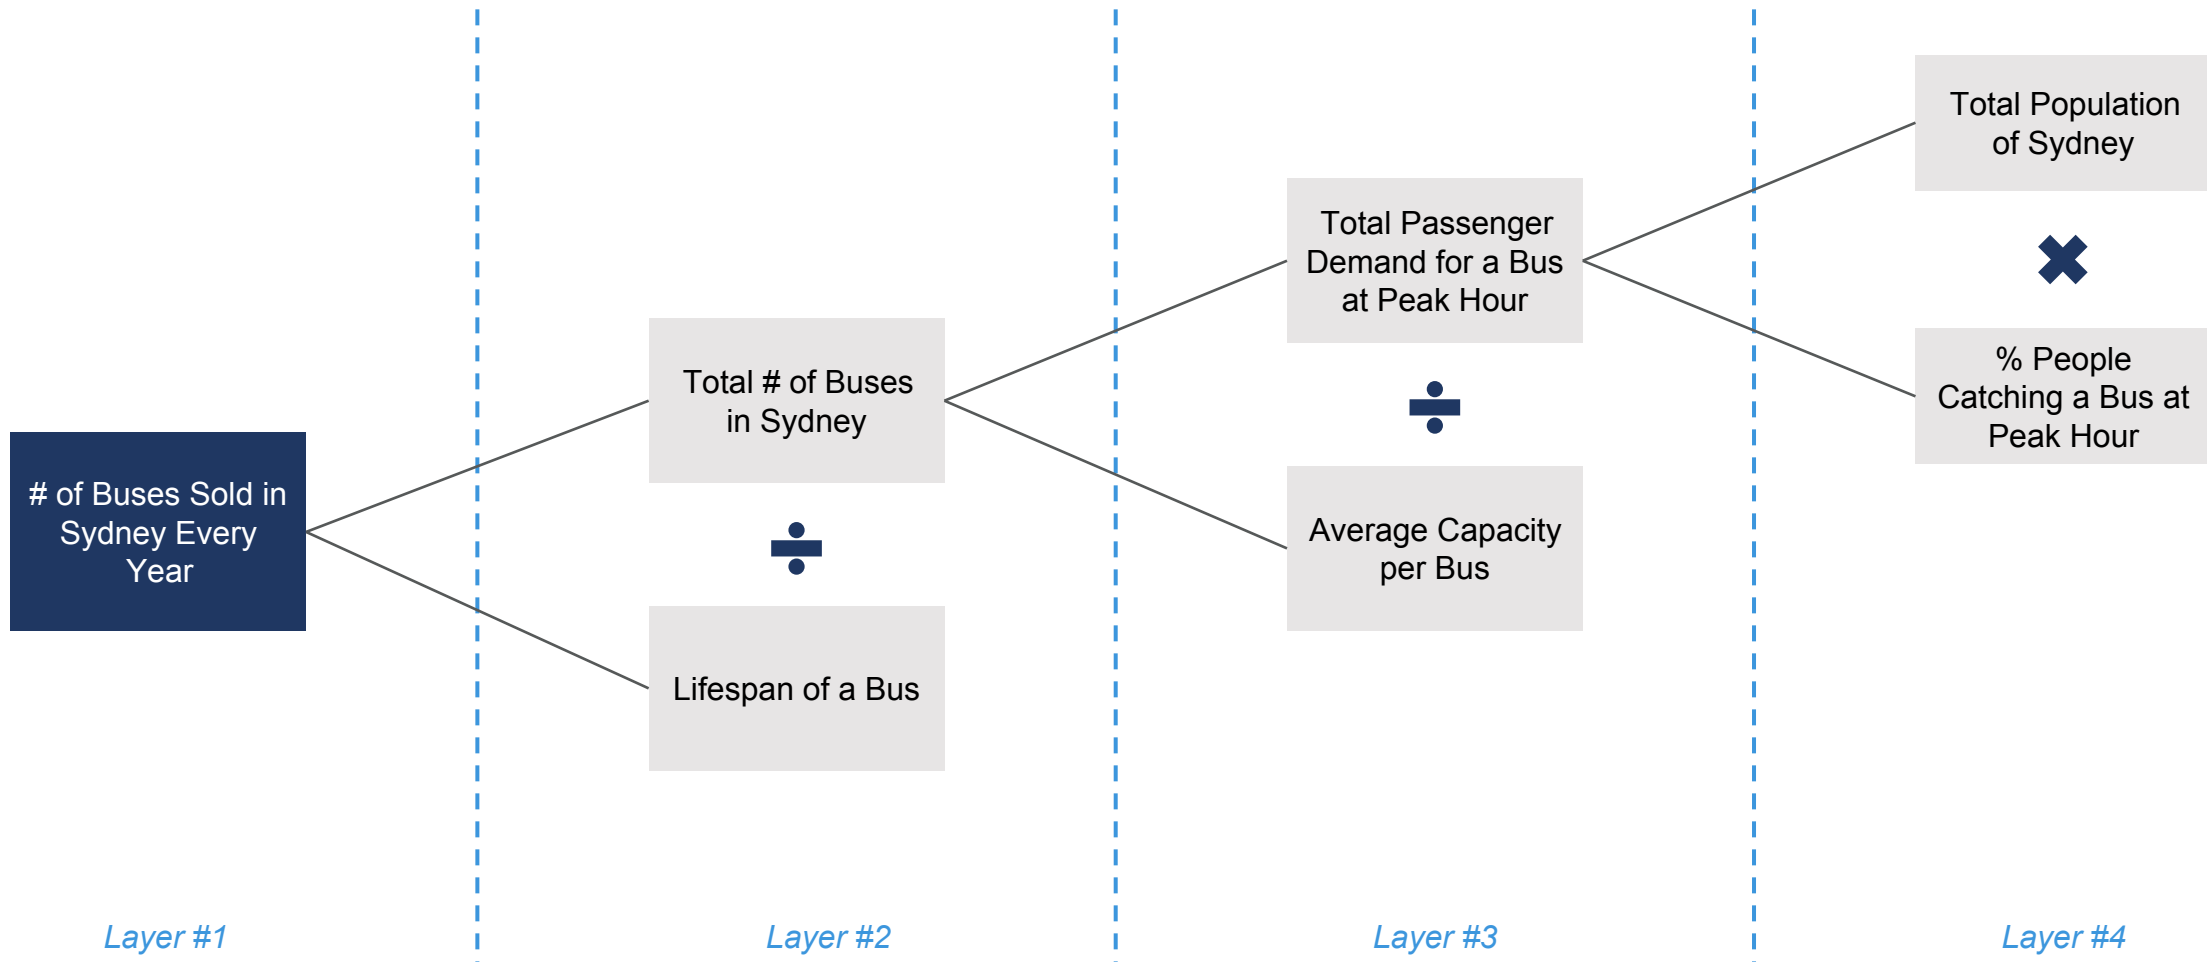 # of Buses Sold in
Sydney Every
Year
Total # of Buses
in Sydney
Lifespan of a Bus
Total Passenger
Demand for a Bus
at Peak Hour
Average Capacity
per Bus
Total Population
of Sydney
% People
Catching a Bus at
Peak Hour
Layer #1
Layer #2
Layer #3
Layer #4